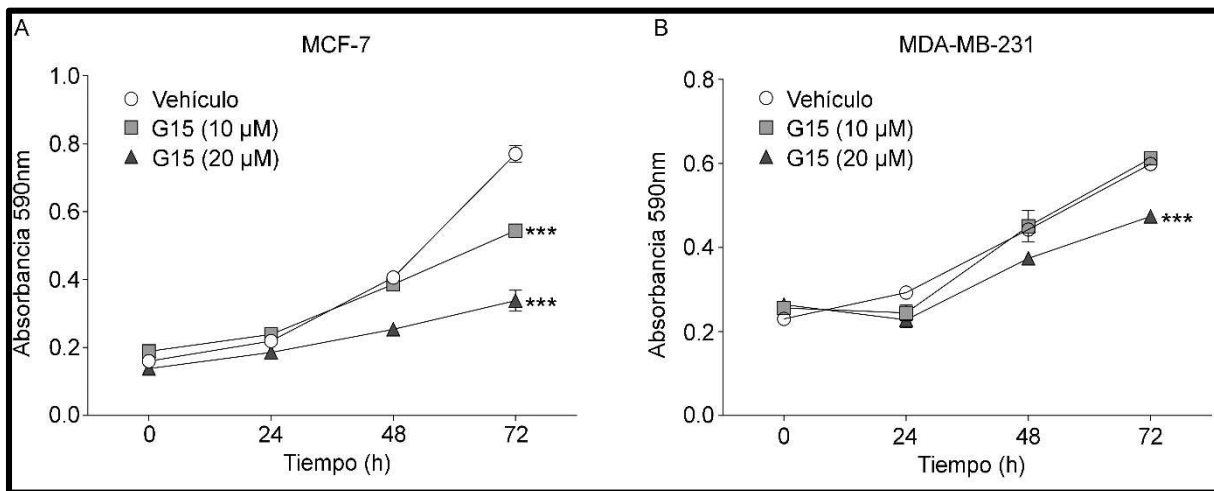 A
MCF-7
Vehículo
G15 (10 µM)
G15 (20 µM)
Absorbancia 590nm
1.0
0.8
0.6
0.4
0.2
0.0
***
***
0 24 48 72
Tiempo (h)
B
MDA-MB-231
Vehículo
G15 (10 µM)
G15 (20 µM)
Absorbancia 590nm
0.8
0.6
0.4
0.2
0.0
***
0 24 48 72
Tiempo (h)